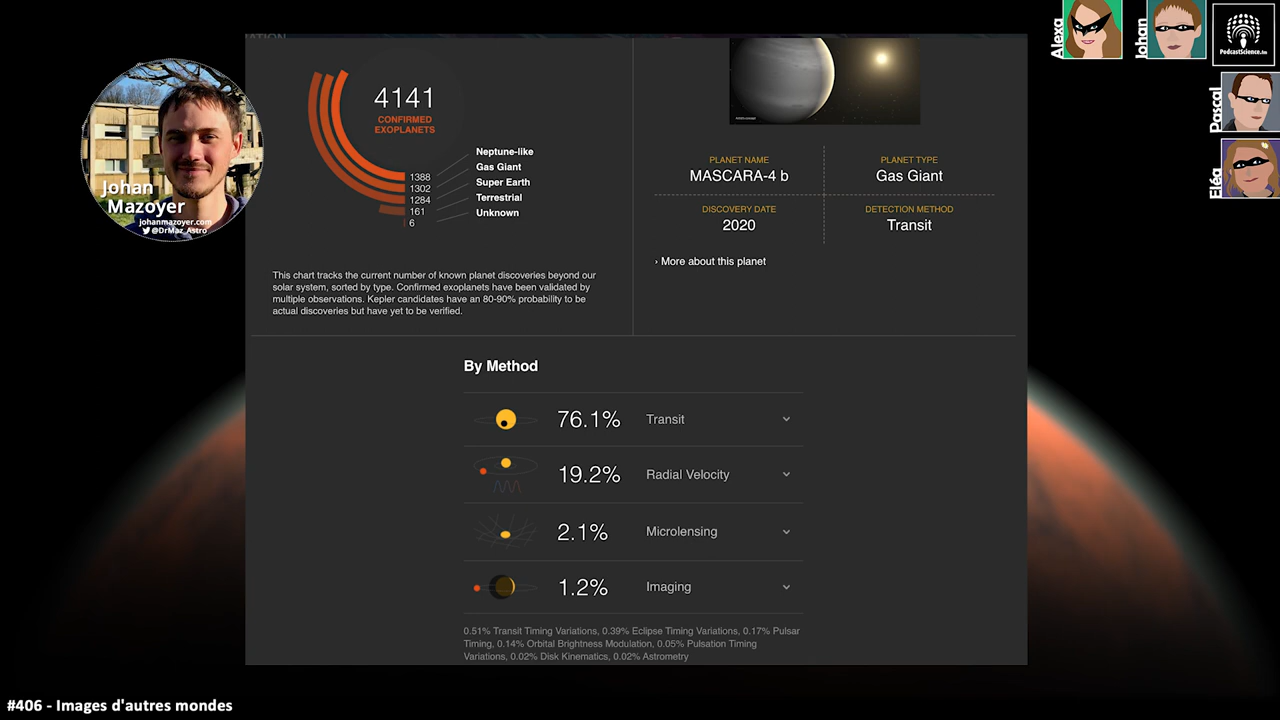 4141
CONFIRMED
EXOPLANETS
Neptune-like
Gas Giant
Super Earth
Terrestrial
Unknown
1388
1302
1284
161
6
This chart tracks the current number of known planet discoveries beyond our
solar system, sorted by type. Confirmed exoplanets have been validated by
multiple observations. Kepler candidates have an 80-90% probability to be
actual discoveries but have yet to be verified.
PLANET NAME
MASCARA-4 b
PLANET TYPE
Gas Giant
DISCOVERY DATE
2020
DETECTION METHOD
Transit
› More about this planet
By Method
76.1% Transit
19.2% Radial Velocity
2.1% Microlensing
1.2% Imaging
0.51% Transit Timing Variations, 0.39% Eclipse Timing Variations, 0.17% Pulsar
Timing, 0.14% Orbital Brightness Modulation, 0.05% Pulsation Timing
Variations, 0.02% Disk Kinematics, 0.02% Astrometry
Johan
Mazoyer
johanmazoyer.com
@DrMaz_Astro
Alexa
Johan
PodcastScience.fm
Pascal
Eléa
#406 - Images d'autres mondes